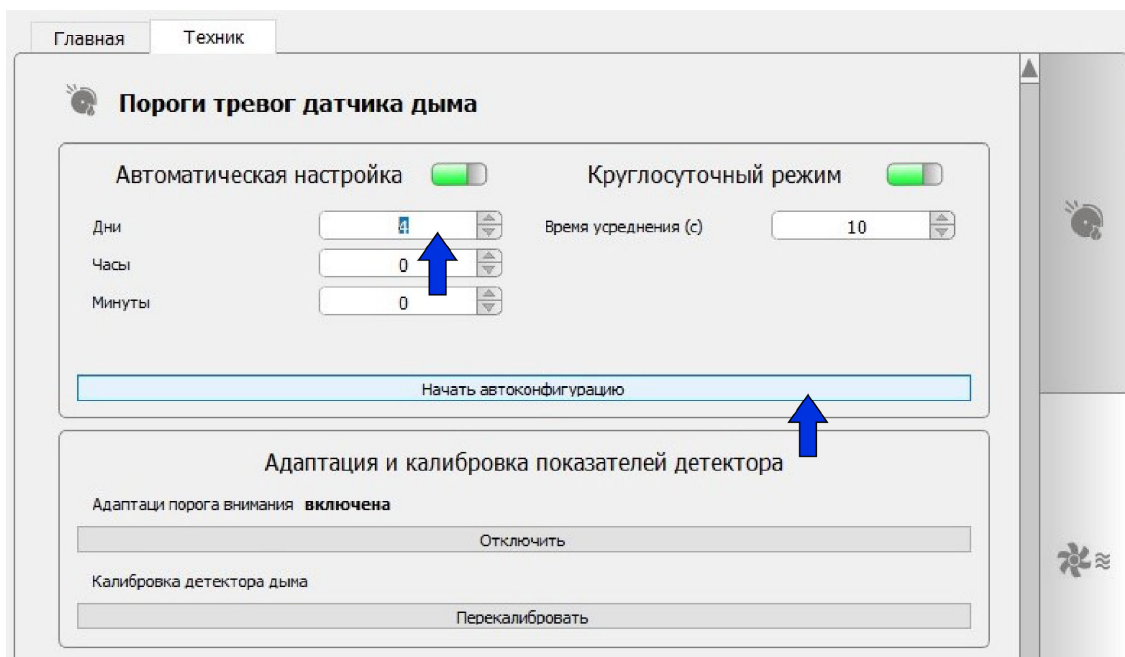 Главная Техник
Пороги тревог датчика дыма
Автоматическая настройка Круглосуточный режим
Дни 4 Время усреднения (с) 10
Часы 0
Минуты 0
Начать автоконфигурацию
Адаптация и калибровка показателей детектора
Адаптаци порога внимания включена
Отключить
Калибровка детектора дыма
Перекалибровать